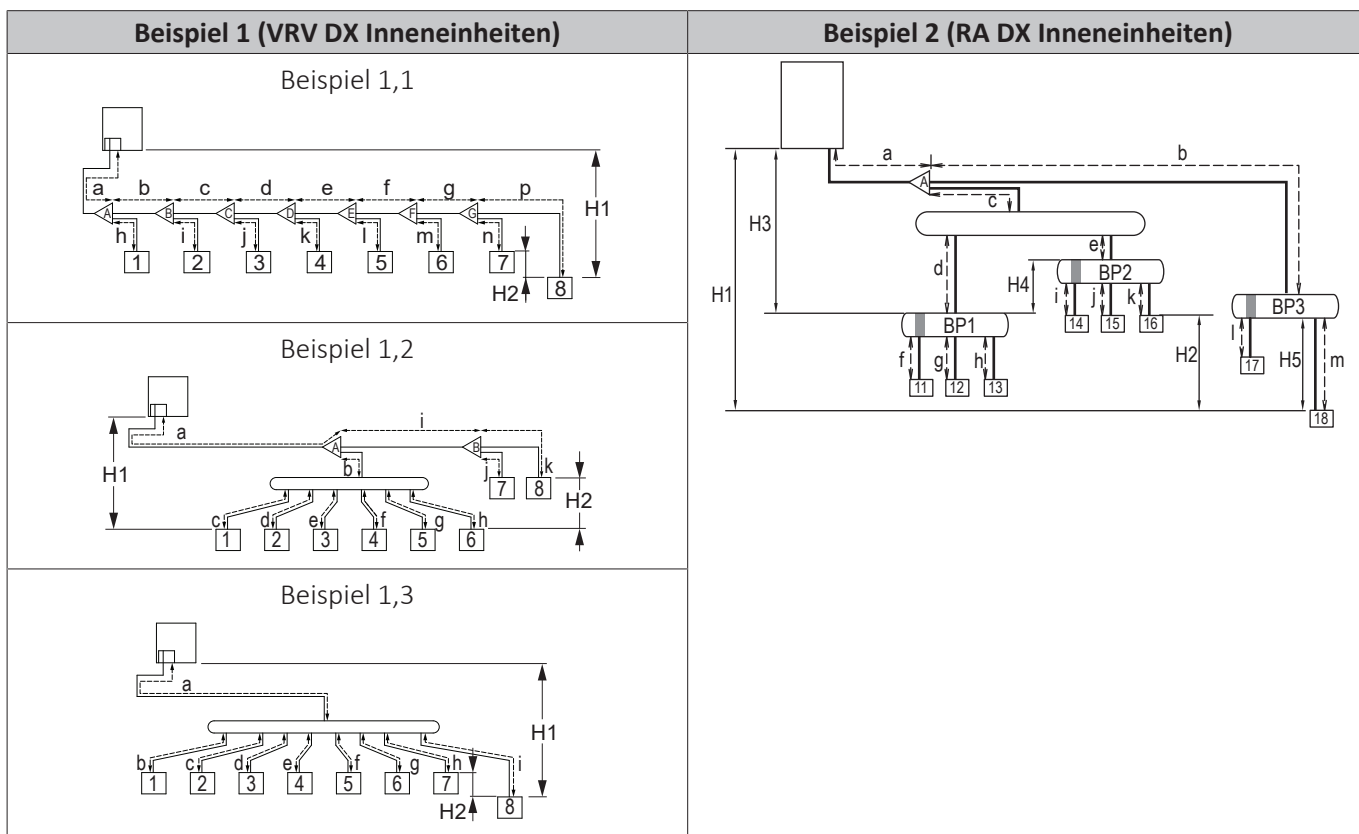 Beispiel 1 (VRV DX Inneneinheiten)
Beispiel 2 (RA DX Inneneinheiten)
Beispiel 1,1
a b c d e f g p
A B C D E F G
h i j k l m n
1 2 3 4 5 6 7
8
H1
H2
Beispiel 1,2
a
i
A
B
b
j
k
7 8
H1
H2
c d e f g h
1 2 3 4 5 6
Beispiel 1,3
a
b c d e f g h i
1 2 3 4 5 6 7
8
H1
H2
a
b
A
c
H3
d
e
BP2
H4
H1
i j k
BP3
BP1
14 15 16
f g h
l
H2
H5
m
17
11 12 13
18